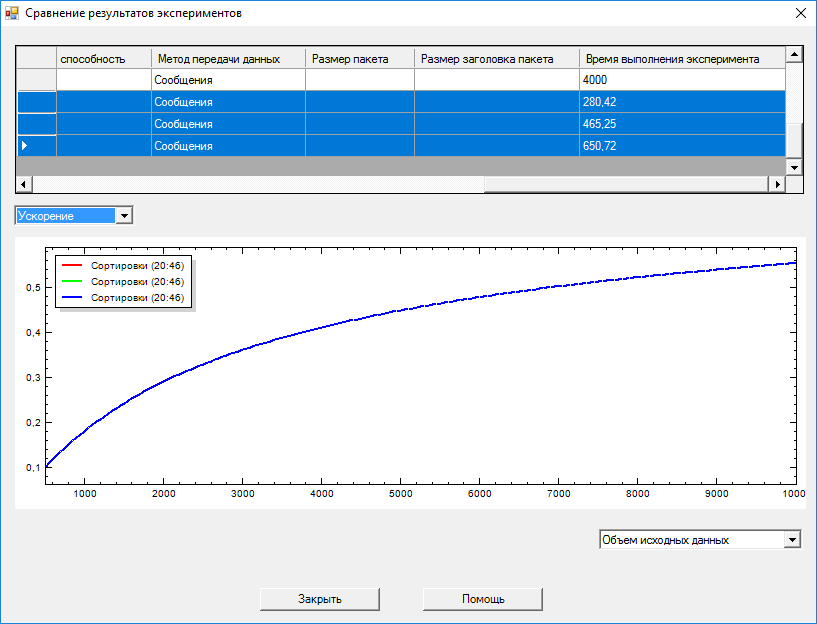 Сравнение результатов экспериментов
способность Метод передачи данных Размер пакета Размер заголовка пакета Время выполнения эксперимента
Сообщения 4000
Сообщения 280,42
Сообщения 465,25
Сообщения 650,72
Ускорение
Сортировки (20:46)
Сортировки (20:46)
Сортировки (20:46)
0,5
0,4
0,3
0,2
0,1
1000 2000 3000 4000 5000 6000 7000 8000 9000 1000
Объем исходных данных
Закрыть Помощь